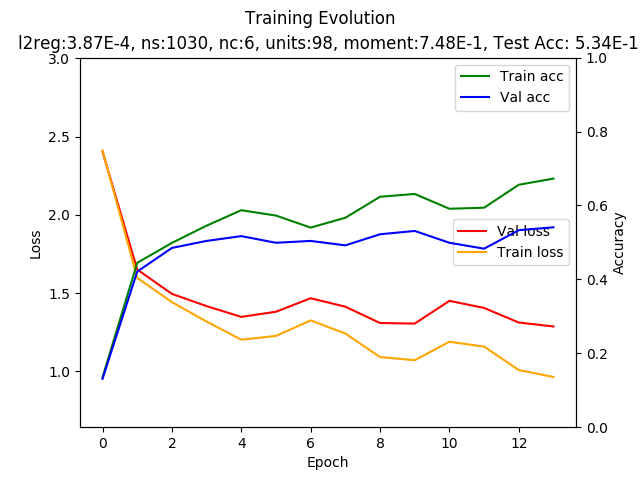 Training Evolution
l2reg:3.87E-4, ns:1030, nc:6, units:98, moment:7.48E-1, Test Acc: 5.34E-1
3.0
2.5
2.0
1.5
1.0
Loss
1.0
0.8
0.6
0.4
0.2
0.0
Accuracy
Train acc
Val acc
Val loss
Train loss
0 2 4 6 8 10 12
Epoch